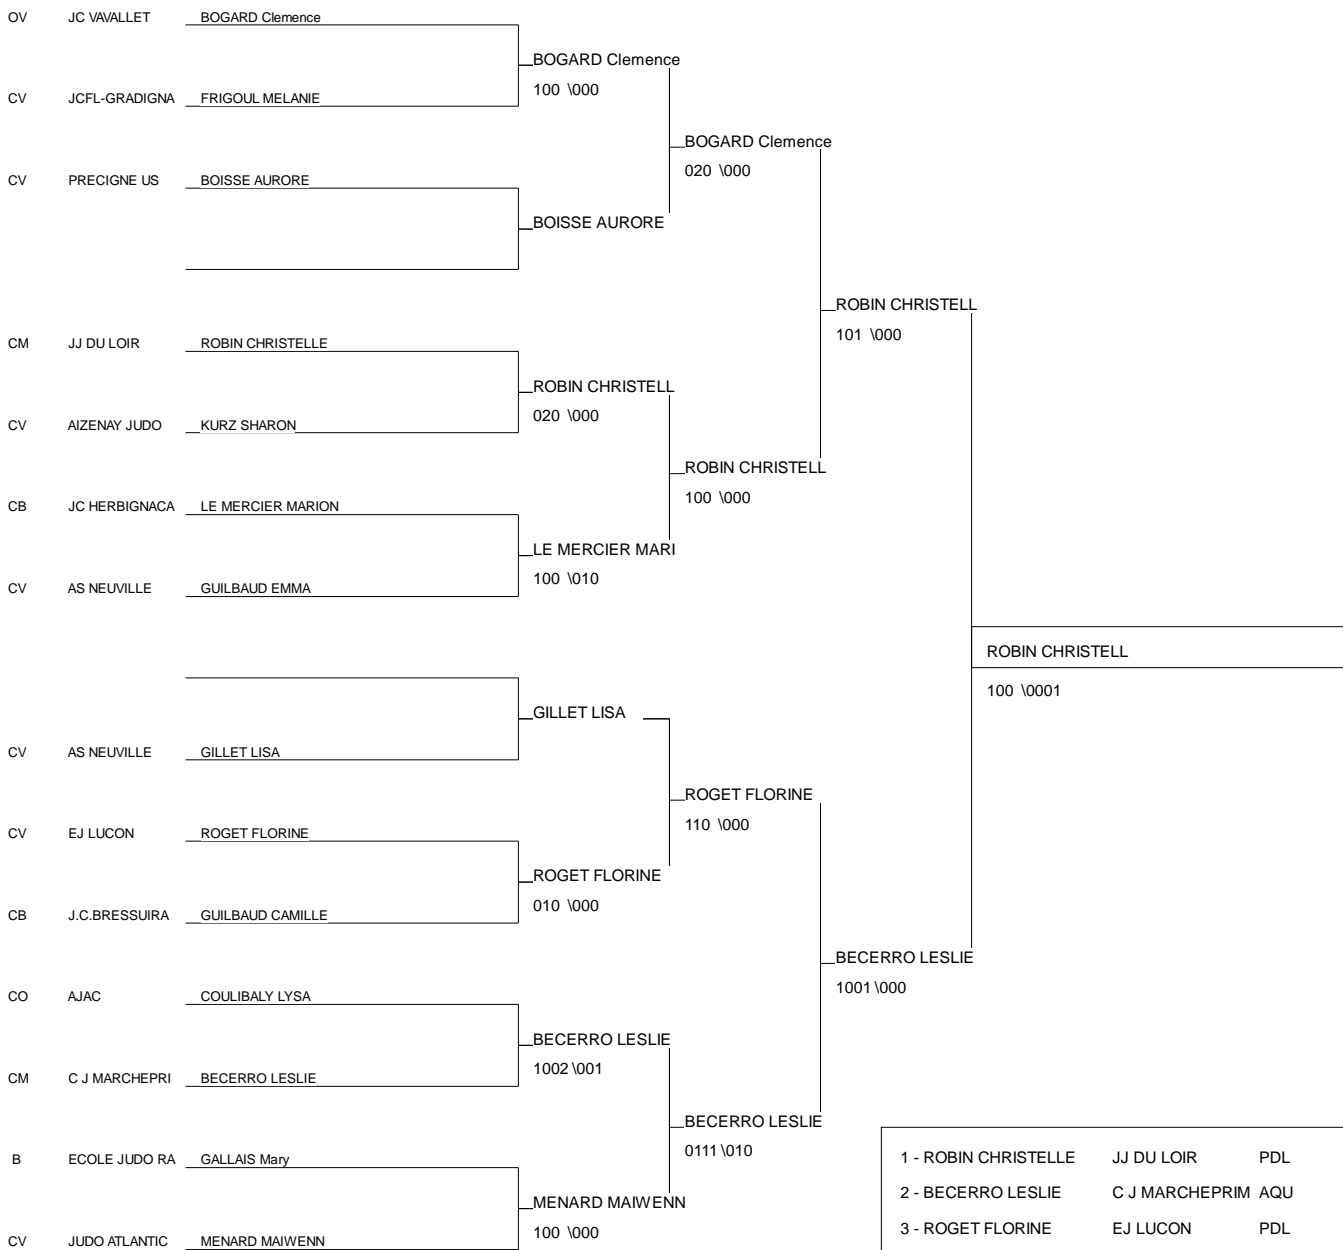 OV JC VAVALLET BOGARD Clemence
BOGARD Clemence
100 \000
CV JCFL-GRADIGNA FRIGOUL MELANIE
BOGARD Clemence
020 \000
CV PRECIGNE US BOISSE AURORE
BOISSE AURORE
ROBIN CHRISTELL
101 \000
CM JJ DU LOIR ROBIN CHRISTELLE
ROBIN CHRISTELL
020 \000
CV AIZENAY JUDO KURZ SHARON
ROBIN CHRISTELL
100 \000
CB JC HERBIGNACA LE MERCIER MARION
LE MERCIER MARI
100 \010
CV AS NEUVILLE GUILBAUD EMMA
ROBIN CHRISTELL
100 \0001
GILLET LISA
CV AS NEUVILLE GILLET LISA
ROGET FLORINE
110 \000
CV EJ LUCON ROGET FLORINE
ROGET FLORINE
010 \000
CB J.C.BRESSUIRA GUILBAUD CAMILLE
BECERRO LESLIE
1001 \000
CO AJAC COULIBALY LYSA
BECERRO LESLIE
1002 \001
CM C J MARCHEPRI BECERRO LESLIE
BECERRO LESLIE
0111 \010
B ECOLE JUDO RA GALLAIS Mary
MENARD MAIWENN
100 \000
CV JUDO ATLANTIC MENARD MAIWENN
1 - ROBIN CHRISTELLE JJ DU LOIR PDL
2 - BECERRO LESLIE C J MARCHEPRIM AQU
3 - ROGET FLORINE EJ LUCON PDL